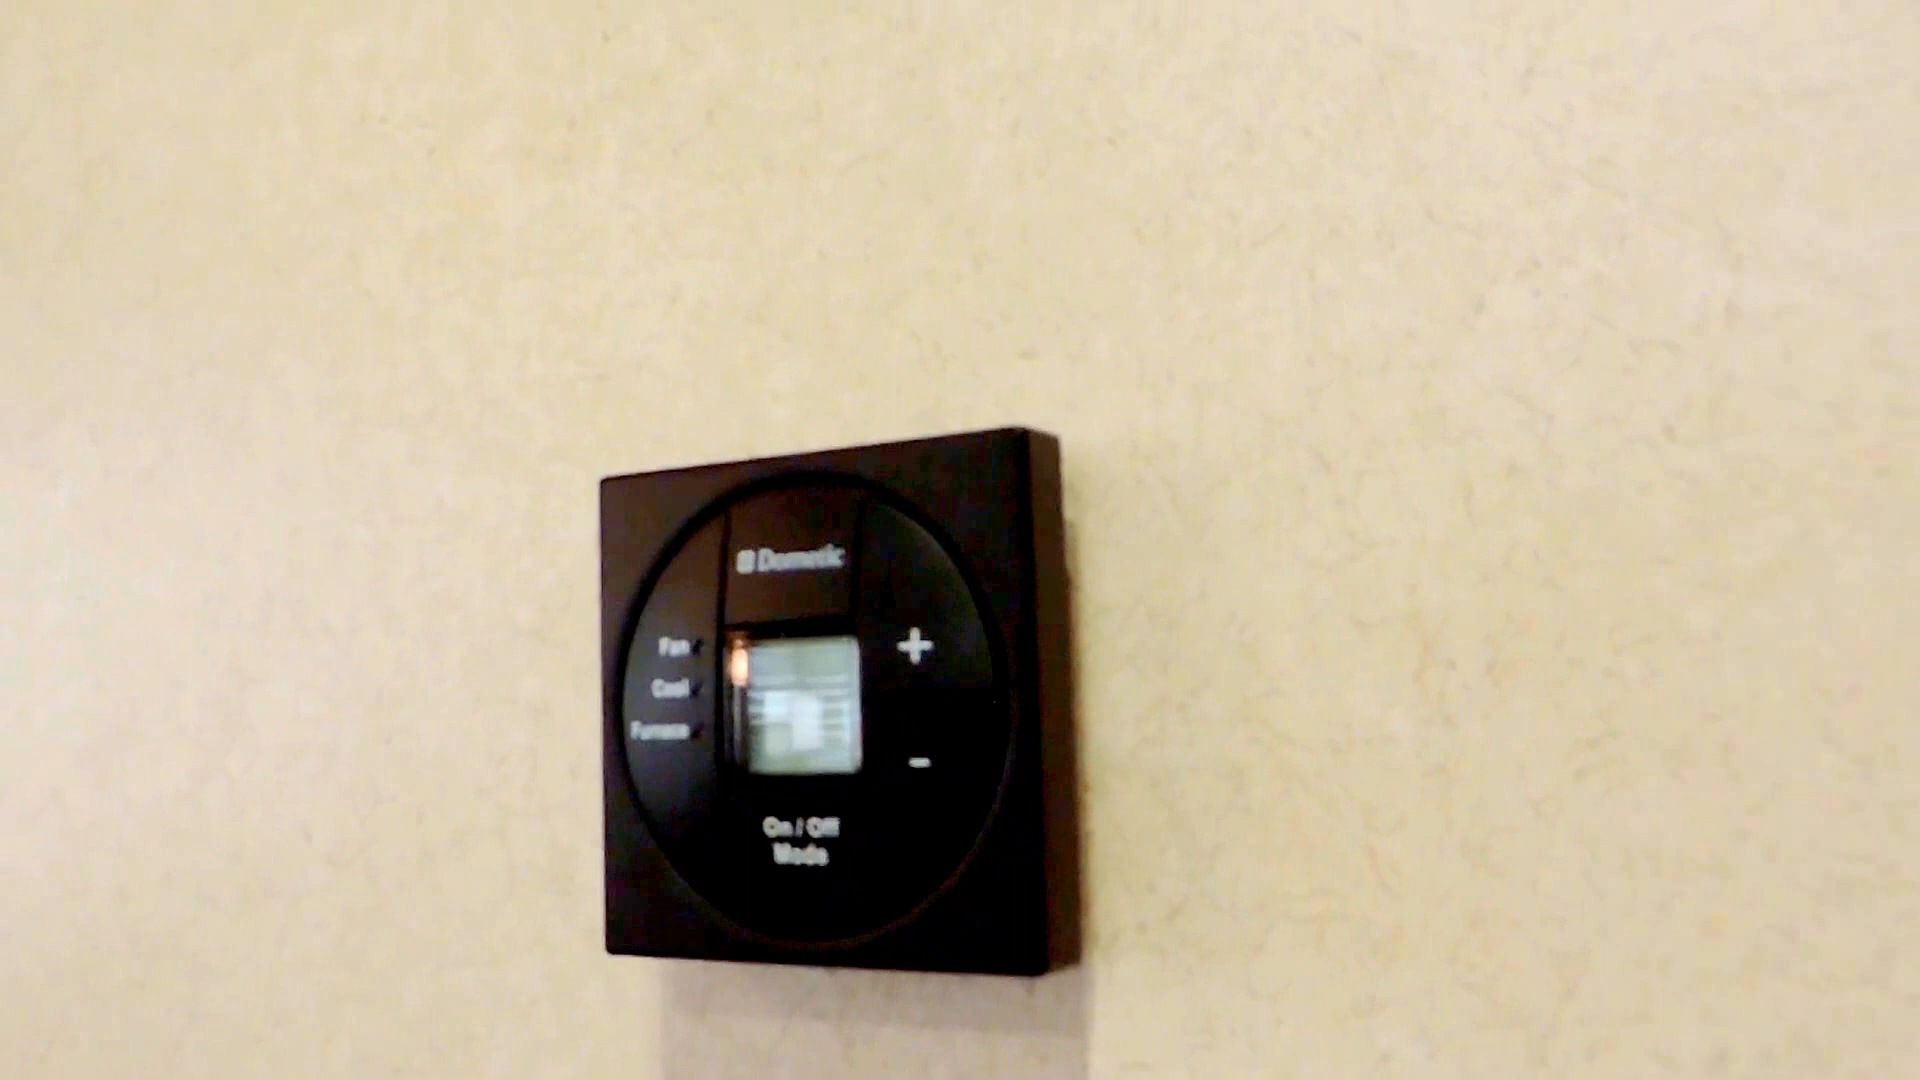 Dometic
Fan
Cool
Furnace
+
-
On / Off
Mode